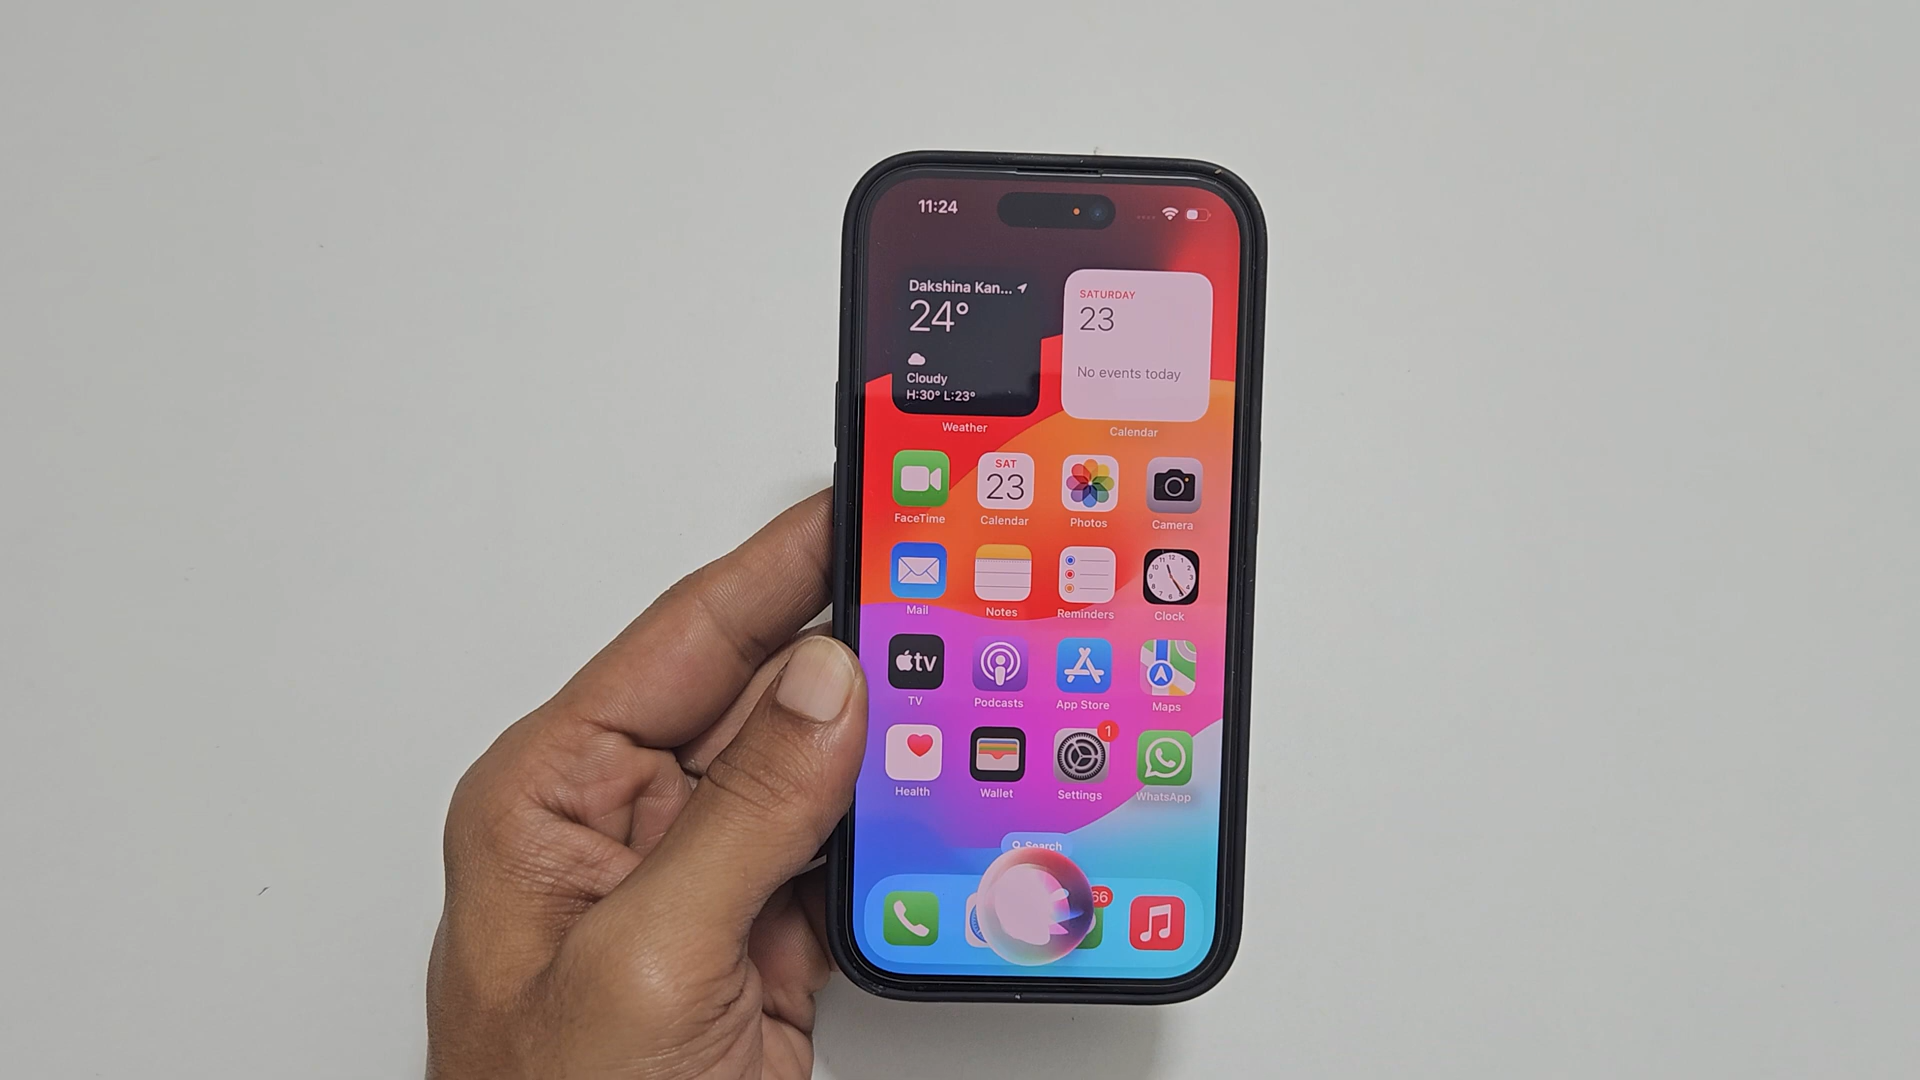 11:24
Dakshina Kan...
24°
Cloudy
H:30° L:23°
Weather
SATURDAY
23
No events today
Calendar
SAT
23
FaceTime
Calendar
Photos
Camera
Mail
Notes
Reminders
Clock
tv
TV
Podcasts
App Store
Maps
1
Health
Wallet
Settings
WhatsApp
Search
66